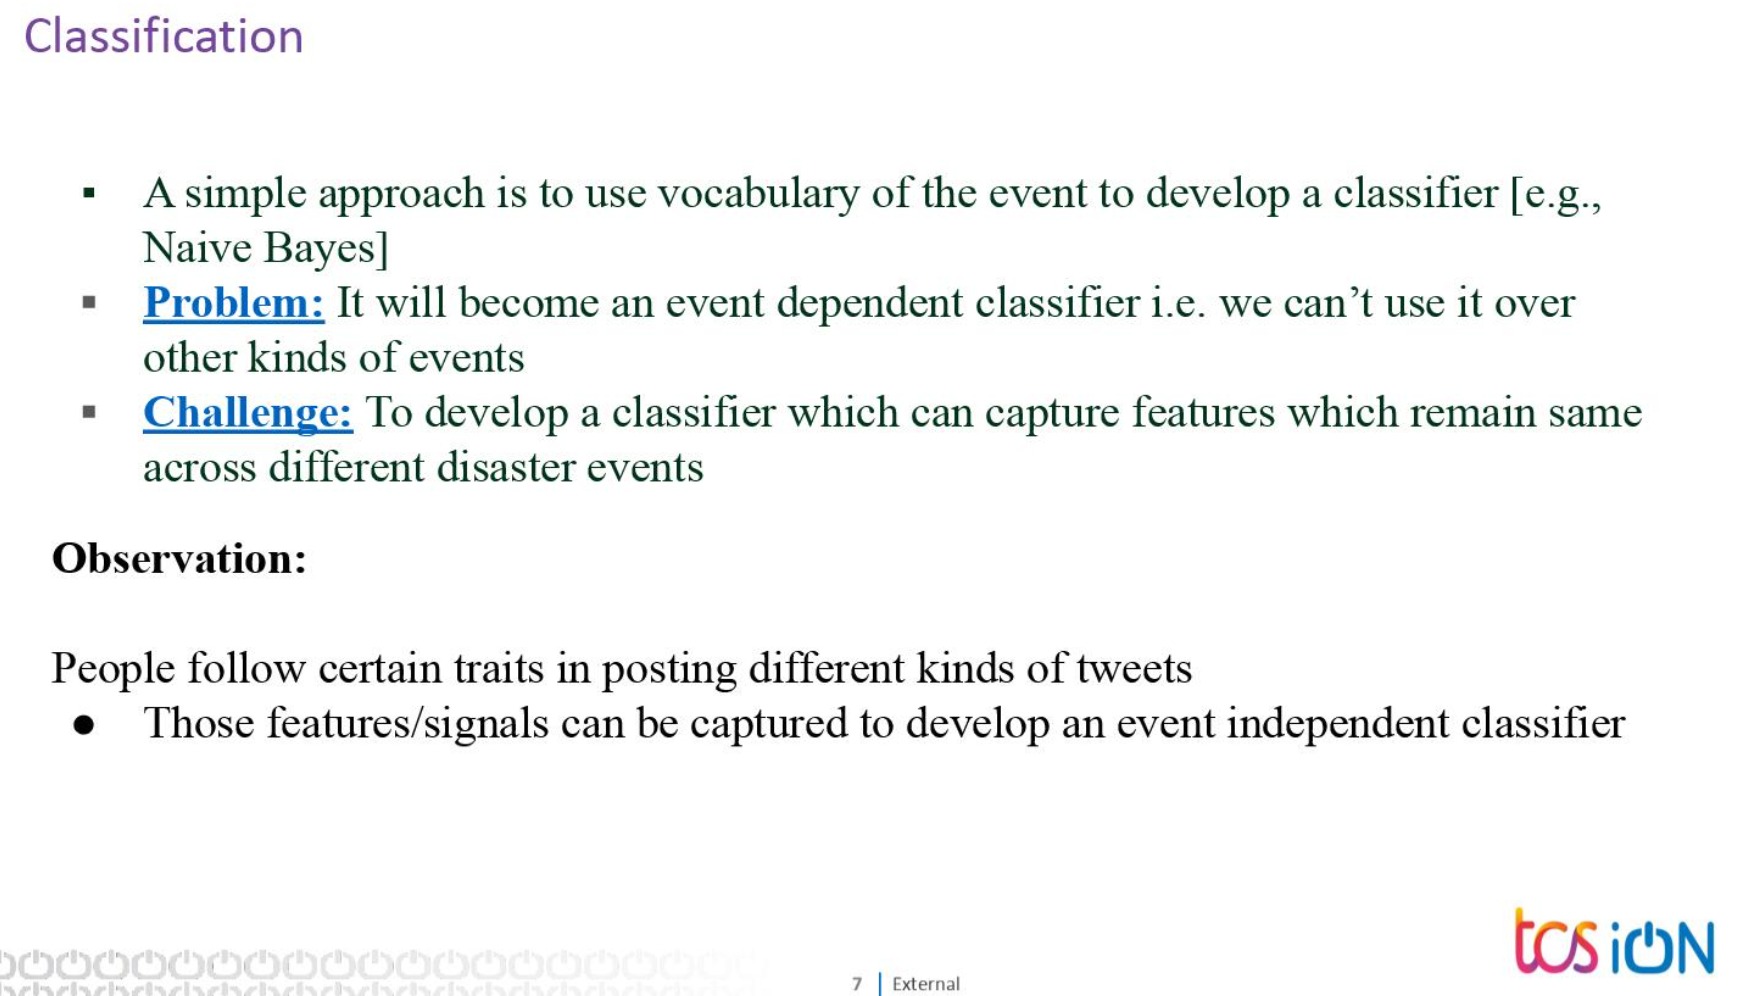 Classification
▪ A simple approach is to use vocabulary of the event to develop a classifier [e.g.,
Naive Bayes]
▪ Problem: It will become an event dependent classifier i.e. we can’t use it over
other kinds of events
▪ Challenge: To develop a classifier which can capture features which remain same
across different disaster events
Observation:
People follow certain traits in posting different kinds of tweets
● Those features/signals can be captured to develop an event independent classifier
tcs iON
7 | External